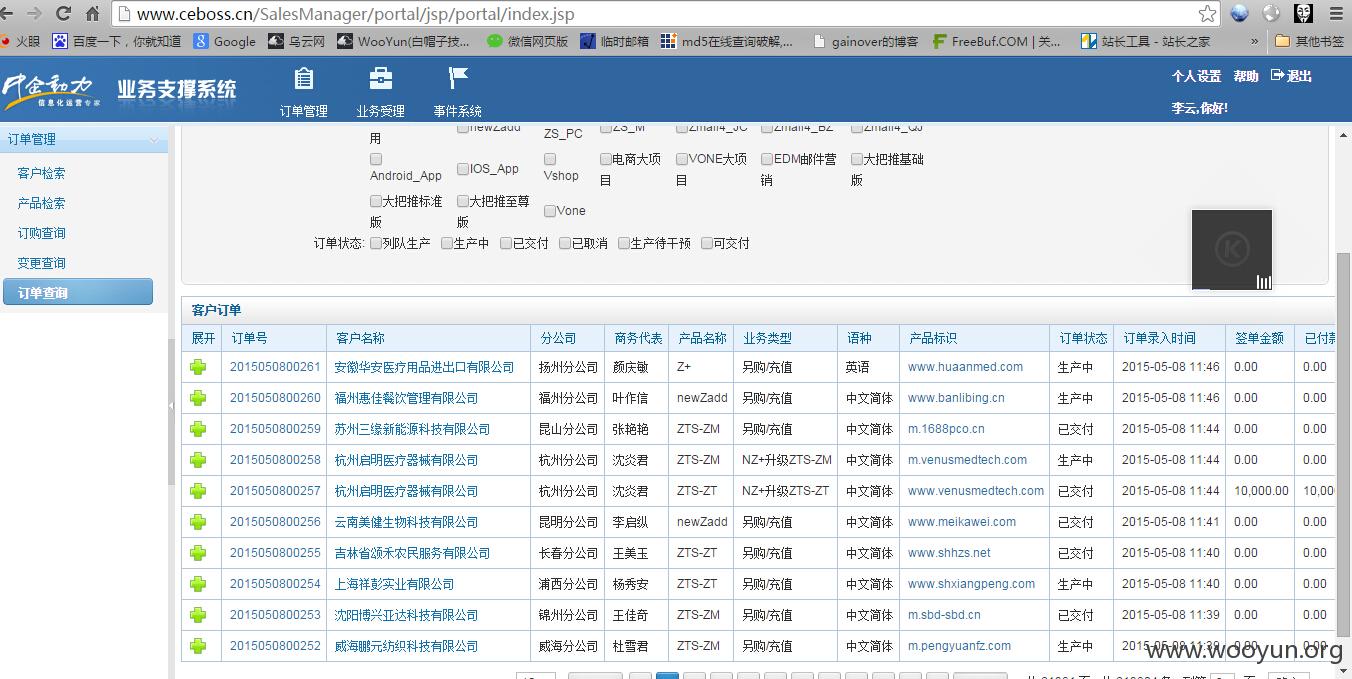 www.ceboss.cn/SalesManager/portal/jsp/portal/index.jsp
火眼 百度一下，你就知道 Google 乌云网 WooYun(白帽子技... 微信网页版 临时邮箱 md5在线查询破解,... gainover的博客 FreeBuf.COM | 关... 站长工具 - 站长之家 » 其他书签
中企动力 信息化运营专家 业务支撑系统 订单管理 业务受理 事件系统 个人设置 帮助 退出
李云,你好!
订单管理
客户检索
产品检索
订购查询
变更查询
订单查询
用 newZadd ZS_PC ZS_M Zmail4_JC Zmail4_BZ Zmail4_QJ
Android_App IOS_App Vshop 电商大项目 VONE大项目 EDM邮件营销 大把推基础版
大把推标准版 大把推至尊版 Vone
订单状态: 列队生产 生产中 已交付 已取消 生产待干预 可交付
客户订单
展开 订单号 客户名称 分公司 商务代表 产品名称 业务类型 语种 产品标识 订单状态 订单录入时间 签单金额 已付款
2015050800261 安徽华安医疗用品进出口有限公司 扬州分公司 颜庆敏 Z+ 另购/充值 英语 www.huaanmed.com 生产中 2015-05-08 11:46 0.00 0.00
2015050800260 福州惠佳餐饮管理有限公司 福州分公司 叶作信 newZadd 另购/充值 中文简体 www.banlibing.cn 生产中 2015-05-08 11:46 0.00 0.00
2015050800259 苏州三缘新能源科技有限公司 昆山分公司 张艳艳 ZTS-ZM 另购/充值 中文简体 m.1688pco.cn 已交付 2015-05-08 11:44 0.00 0.00
2015050800258 杭州启明医疗器械有限公司 杭州分公司 沈炎君 ZTS-ZM NZ+升级ZTS-ZM 中文简体 m.venusmedtech.com 生产中 2015-05-08 11:44 0.00 0.00
2015050800257 杭州启明医疗器械有限公司 杭州分公司 沈炎君 ZTS-ZT NZ+升级ZTS-ZT 中文简体 www.venusmedtech.com 已交付 2015-05-08 11:44 10,000.00 10,00
2015050800256 云南美健生物科技有限公司 昆明分公司 李启纵 newZadd 另购/充值 中文简体 www.meikawei.com 已交付 2015-05-08 11:41 0.00 0.00
2015050800255 吉林省颂禾农民服务有限公司 长春分公司 王美玉 ZTS-ZT 另购/充值 中文简体 www.shhzs.net 已交付 2015-05-08 11:40 0.00 0.00
2015050800254 上海祥彭实业有限公司 浦西分公司 杨秀安 ZTS-ZT 另购/充值 中文简体 www.shxiangpeng.com 生产中 2015-05-08 11:40 0.00 0.00
2015050800253 沈阳博兴亚达科技有限公司 锦州分公司 王佳奇 ZTS-ZM 另购/充值 中文简体 m.sbd-sbd.cn 已交付 2015-05-08 11:39 0.00 0.00
2015050800252 威海鹏元纺织科技有限公司 威海分公司 杜雪君 ZTS-ZM 另购/充值 中文简体 m.pengyuanfz.com 生产中 2015-05-08 11:39 0.00 0.00
www.wooyun.org